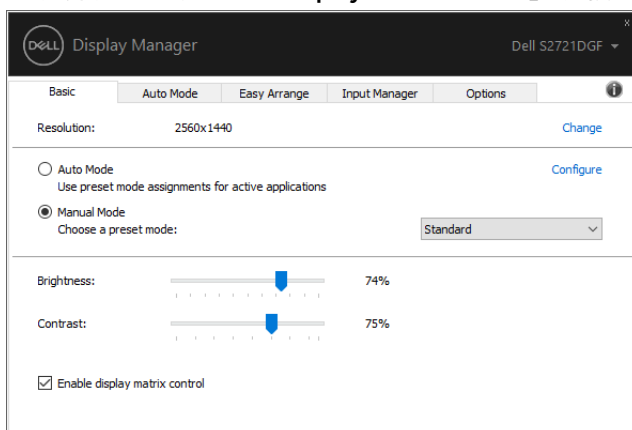 DELL Display Manager Dell S2721DGF
Basic Auto Mode Easy Arrange Input Manager Options
Resolution: 2560x1440 Change
Auto Mode Configure
Use preset mode assignments for active applications
Manual Mode
Choose a preset mode: Standard
Brightness: 74%
Contrast: 75%
Enable display matrix control